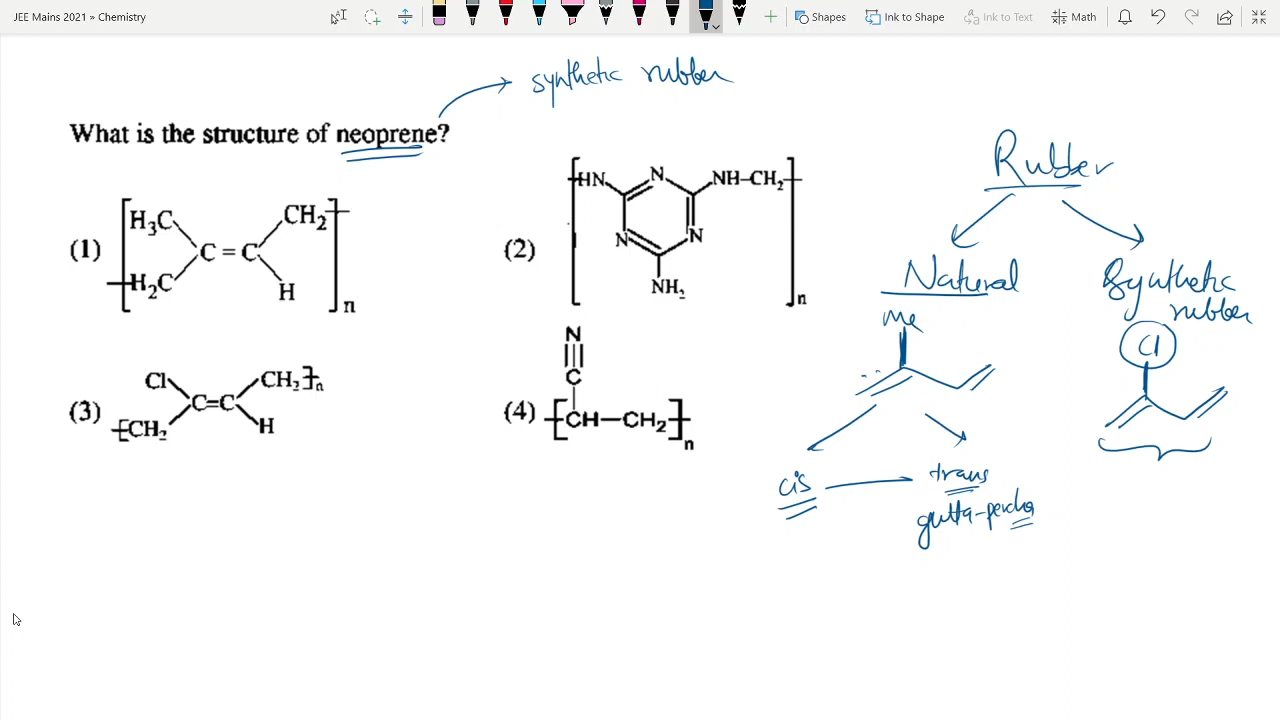 JEE Mains 2021 » Chemistry
Shapes
Ink to Shape
Ink to Text
Math
synthetic rubber
What is the structure of neoprene?
(1) H₃C CH₂
C = C
H₂C H
n
(2) HN N NH–CH₂
N N
NH₂
n
(3) Cl CH₂ n
C=C
CH₂ H
(4) N
C
CH–CH₂
n
Rubber
Natural
Synthetic
rubber
Me
Cl
cis
trans
gutta-percha